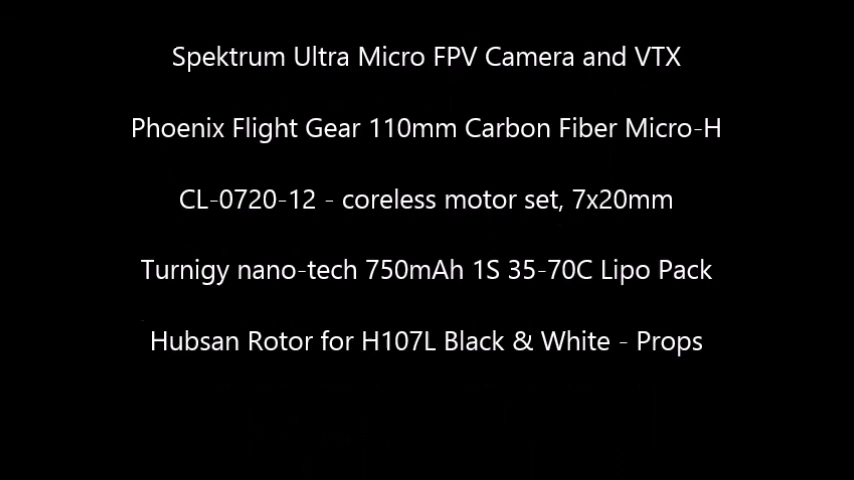 Spektrum Ultra Micro FPV Camera and VTX
Phoenix Flight Gear 110mm Carbon Fiber Micro-H
CL-0720-12 - coreless motor set, 7x20mm
Turnigy nano-tech 750mAh 1S 35-70C Lipo Pack
Hubsan Rotor for H107L Black & White - Props